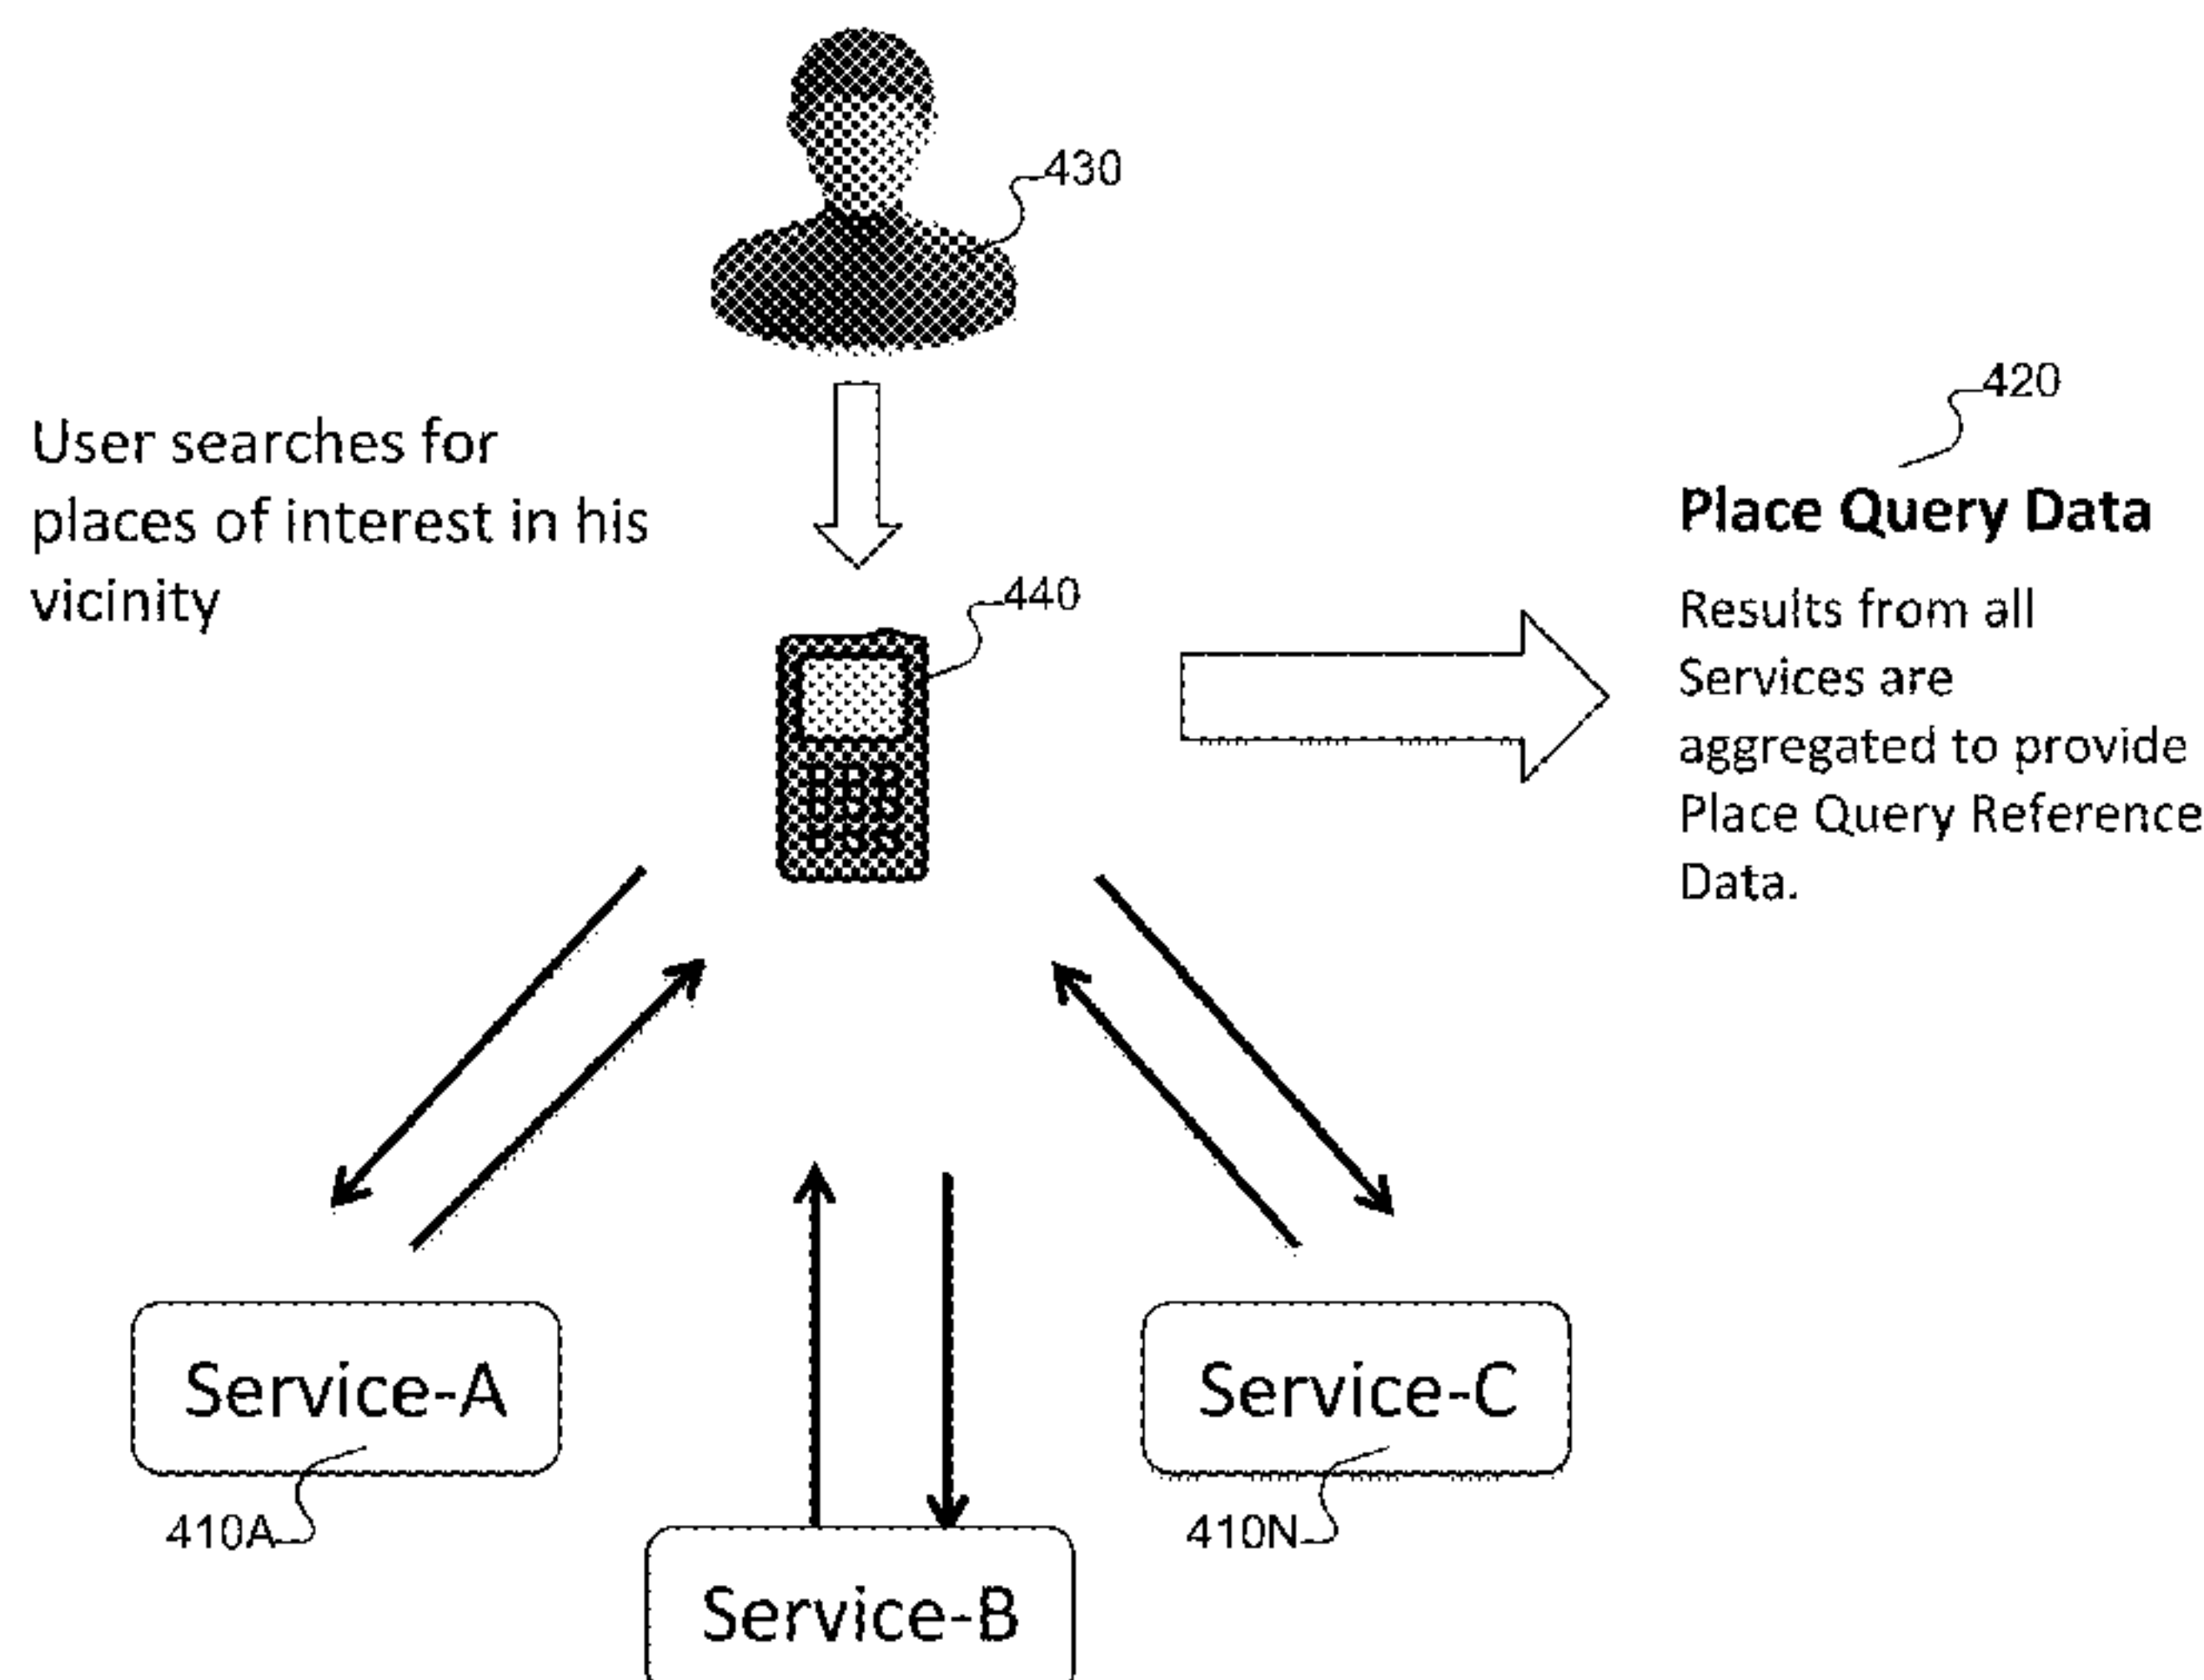 430
User searches for
places of interest in his
vicinity
440
420
Place Query Data
Results from all
Services are
aggregated to provide
Place Query Reference
Data.
Service-A
410A
Service-B
Service-C
410N